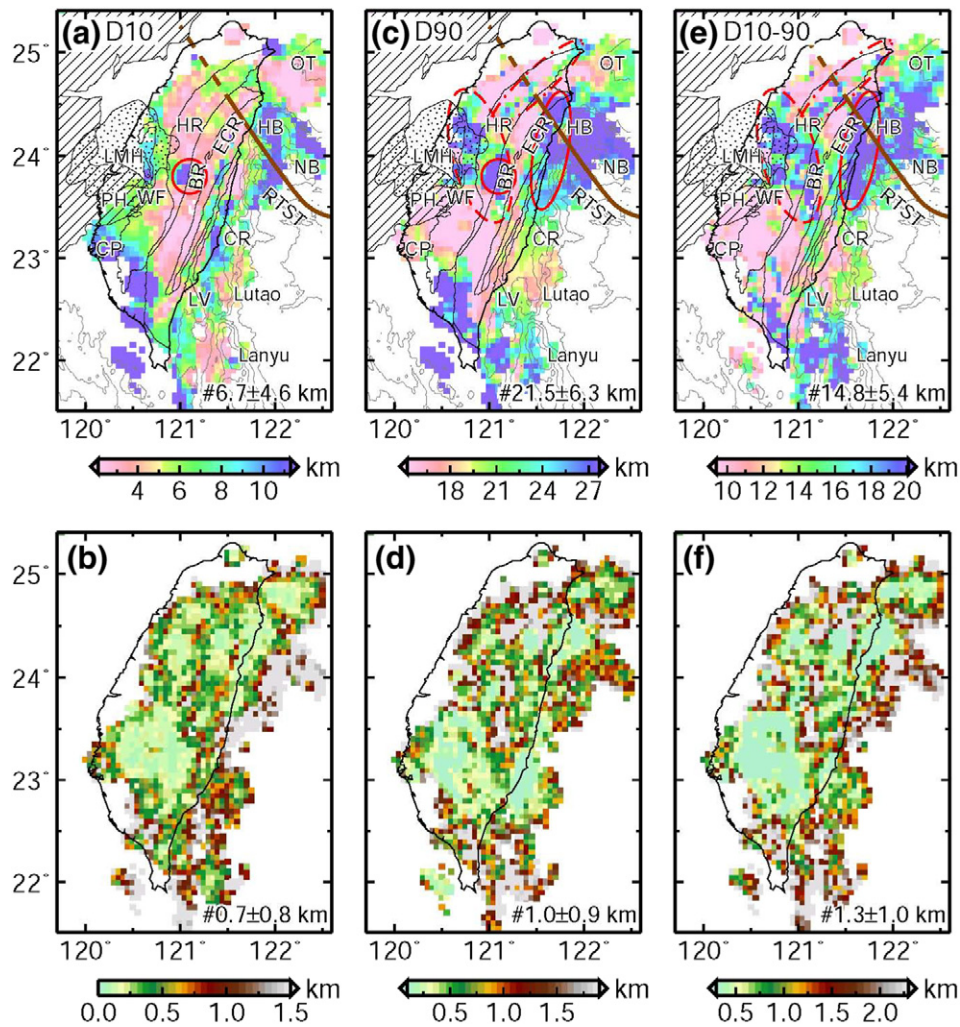 (a) D10
(c) D90
(e) D10-90
25°
24°
23°
22°
OT
HR
ECR
HB
LMH
BR
NB
PH
WF
RTST
CP
CR
LV
Lutao
Lanyu
#6.7±4.6 km
OT
HR
ECR
HB
LMH
BR
NB
PH
WF
RTST
CP
CR
LV
Lutao
Lanyu
#21.5±6.3 km
OT
HR
ECR
HB
LMH
BR
NB
PH
WF
RTST
CP
CR
LV
Lutao
Lanyu
#14.8±5.4 km
120° 121° 122°
120° 121° 122°
120° 121° 122°
4 6 8 10 km
18 21 24 27 km
10 12 14 16 18 20 km
(b)
(d)
(f)
25°
24°
23°
22°
#0.7±0.8 km
#1.0±0.9 km
#1.3±1.0 km
120° 121° 122°
120° 121° 122°
120° 121° 122°
0.0 0.5 1.0 1.5 km
0.5 1.0 1.5 km
0.5 1.0 1.5 2.0 km